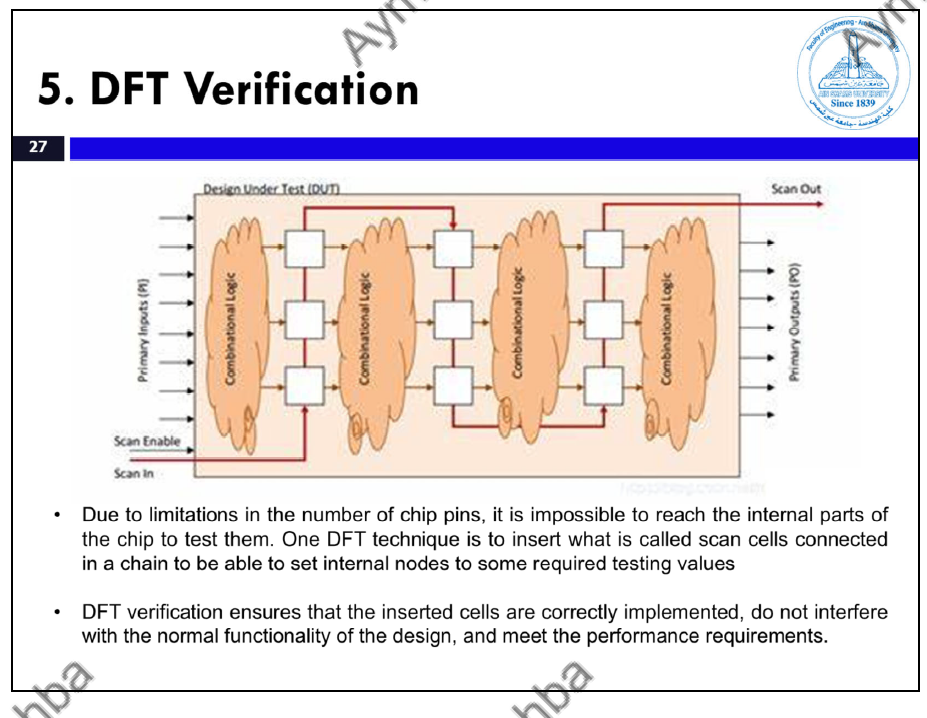 Aym
Aym
5. DFT Verification
Since 1839
27
Design Under Test (DUT)
Scan Out
Primary Inputs (PI)
Combinational Logic
Combinational Logic
Combinational Logic
Combinational Logic
Primary Outputs (PO)
Scan Enable
Scan In
• Due to limitations in the number of chip pins, it is impossible to reach the internal parts of
the chip to test them. One DFT technique is to insert what is called scan cells connected
in a chain to be able to set internal nodes to some required testing values
• DFT verification ensures that the inserted cells are correctly implemented, do not interfere
with the normal functionality of the design, and meet the performance requirements.
hba
hba